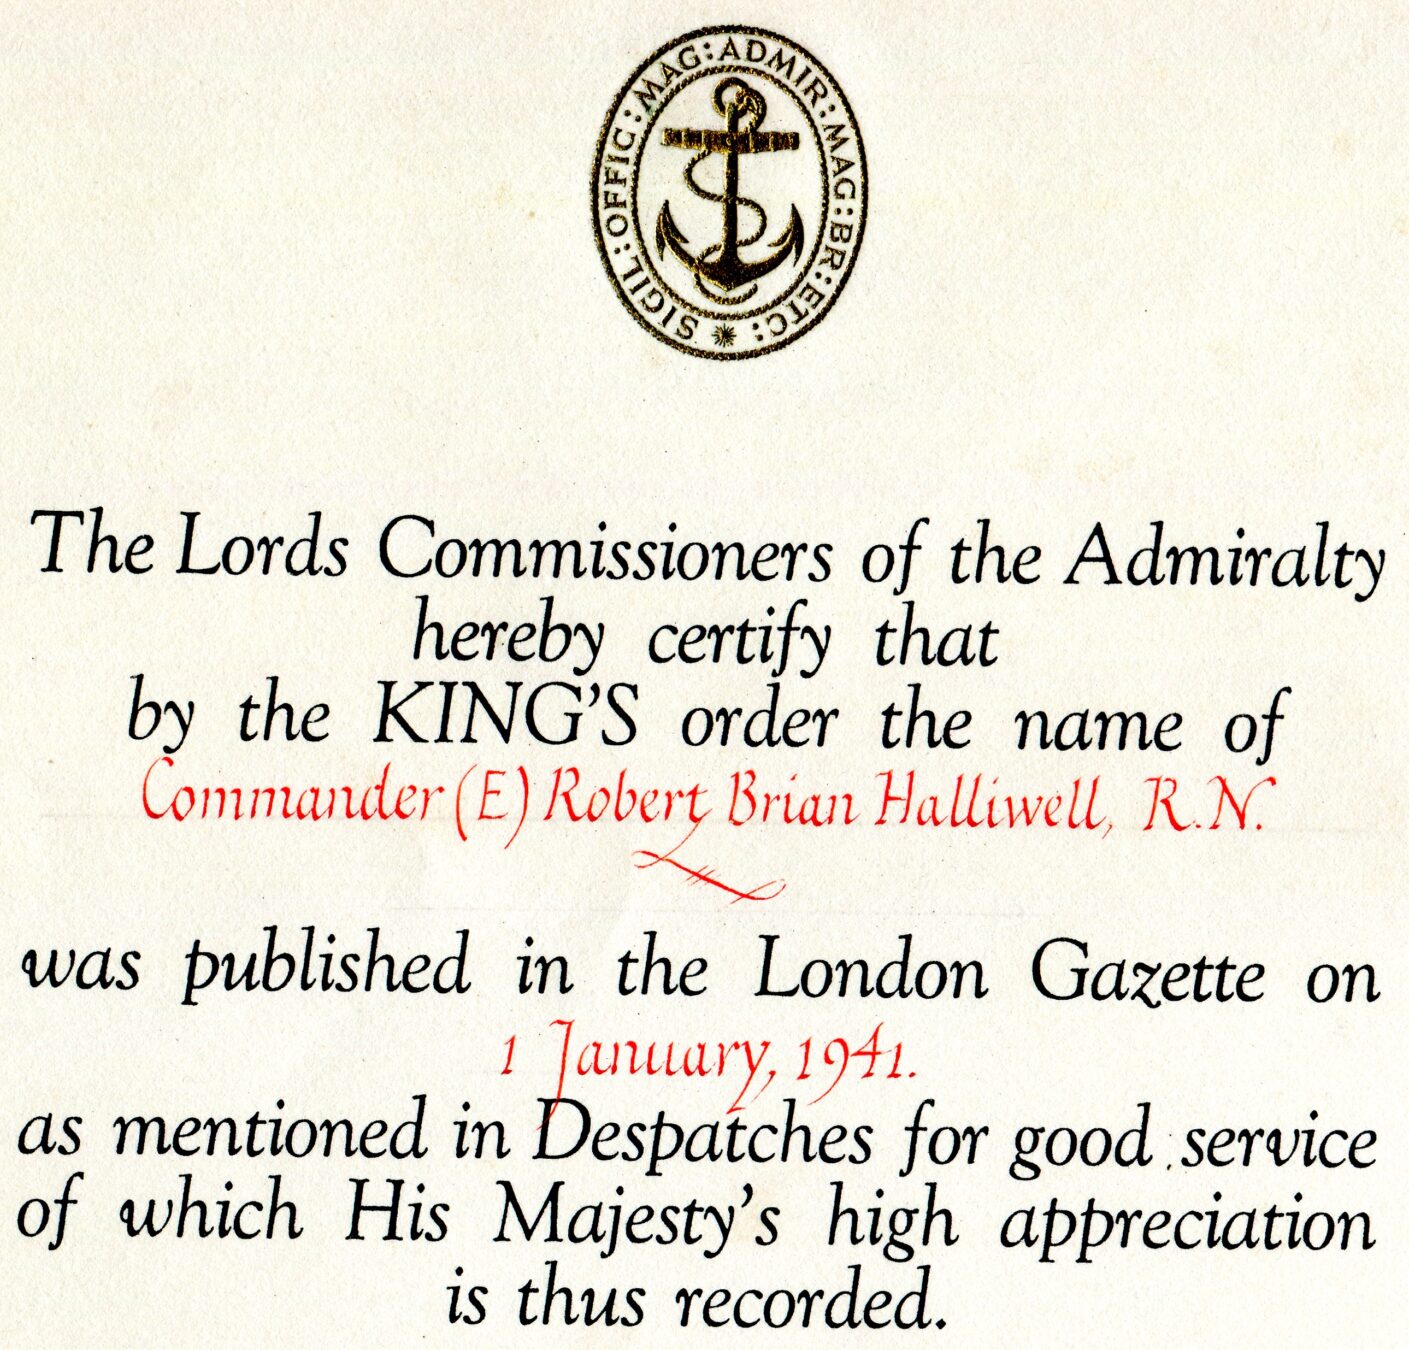 SIGIL:OFFIC:MAG:ADMIR:MAG:BR:ETC:
The Lords Commissioners of the Admiralty
hereby certify that
by the KING'S order the name of
Commander (E) Robert Brian Halliwell, R.N.
was published in the London Gazette on
1 January, 1941.
as mentioned in Despatches for good service
of which His Majesty's high appreciation
is thus recorded.